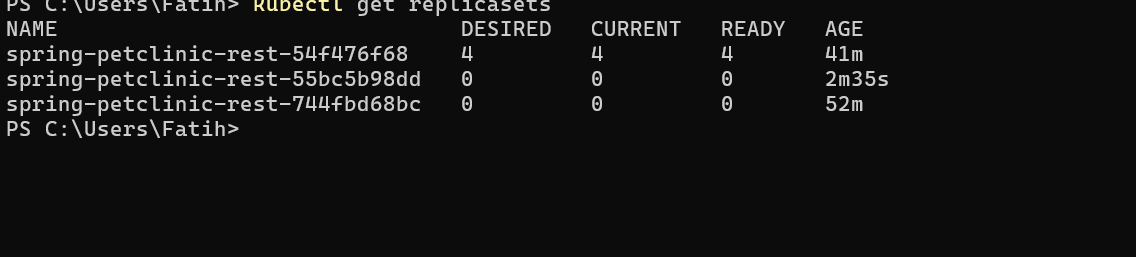 PS C:\Users\Fatih> kubectl get replicasets
NAME DESIRED CURRENT READY AGE
spring-petclinic-rest-54f476f68 4 4 4 41m
spring-petclinic-rest-55bc5b98dd 0 0 0 2m35s
spring-petclinic-rest-744fbd68bc 0 0 0 52m
PS C:\Users\Fatih>